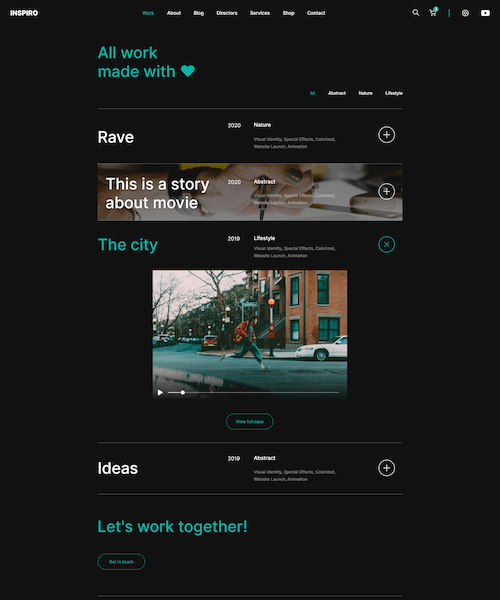 INSPIRO
Work About Blog Directors Services Shop Contact
All work
made with
All Abstract Nature Lifestyle
Rave
2020
Nature
Visual Identity, Special Effects, Colorized,
Website Launch, Animation
This is a story
about movie
2020
Abstract
Visual Identity, Special Effects, Colorized,
Website Launch, Animation
The city
2019
Lifestyle
Visual Identity, Special Effects, Colorized,
Website Launch, Animation
View full case
Ideas
2019
Abstract
Visual Identity, Special Effects, Colorized,
Website Launch, Animation
Let's work together!
Get in touch